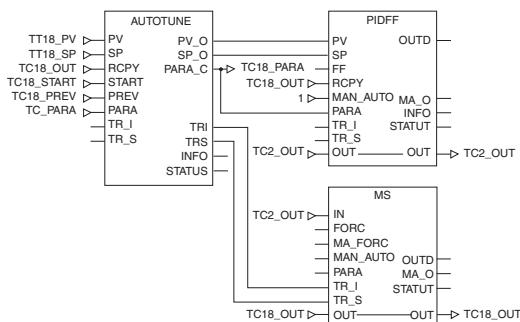 AUTOTUNE
TT18_PV PV PV_O
TT18_SP SP SP_O
TC18_OUT RCPY PARA_C TC18_PARA
TC18_START START
TC18_PREV PREV
TC_PARA PARA
TR_I TRI
TR_S TRS
INFO
STATUS
PIDFF
PV OUTD
SP
FF
TC18_OUT RCPY
1 MAN_AUTO MA_O
PARA INFO
TR_I STATUT
TR_S
TC2_OUT OUT OUT TC2_OUT
MS
TC2_OUT IN
FORC
MA_FORC
MAN_AUTO OUTD
PARA MA_O
TR_I STATUT
TR_S
TC18_OUT OUT OUT TC18_OUT